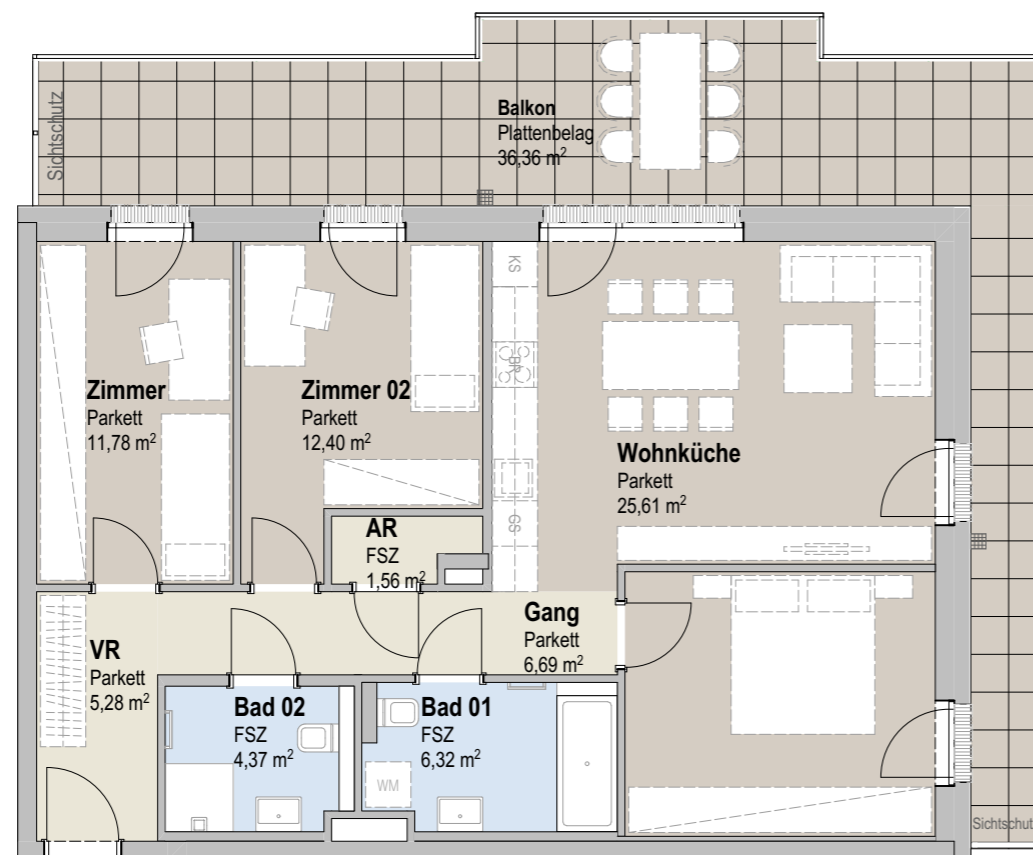 Sichtschutz
Balkon
Plattenbelag
36,36 m²
KS
BR
GS
Zimmer
Parkett
11,78 m²
Zimmer 02
Parkett
12,40 m²
Wohnküche
Parkett
25,61 m²
AR
FSZ
1,56 m²
Gang
Parkett
6,69 m²
VR
Parkett
5,28 m²
Bad 02
FSZ
4,37 m²
Bad 01
FSZ
6,32 m²
WM
Sichtschut